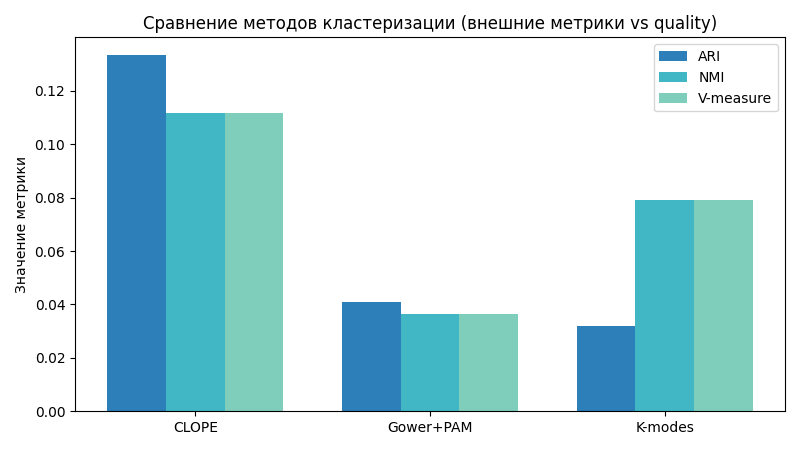 Сравнение методов кластеризации (внешние метрики vs quality)
ARI
NMI
V-measure
Значение метрики
0.12
0.10
0.08
0.06
0.04
0.02
0.00
CLOPE
Gower+PAM
K-modes